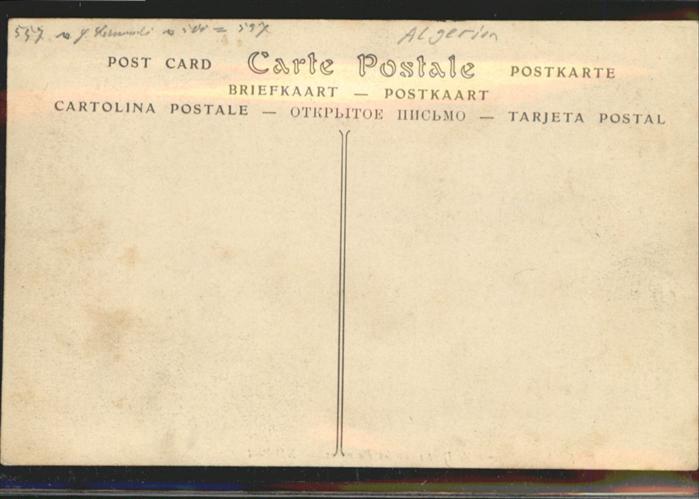 Algerien
POST CARD Carte Postale POSTKARTE
BRIEFKAART — POSTKAART
CARTOLINA POSTALE — ОТКРЫТОЕ ПИСЬМО — TARJETA POSTAL